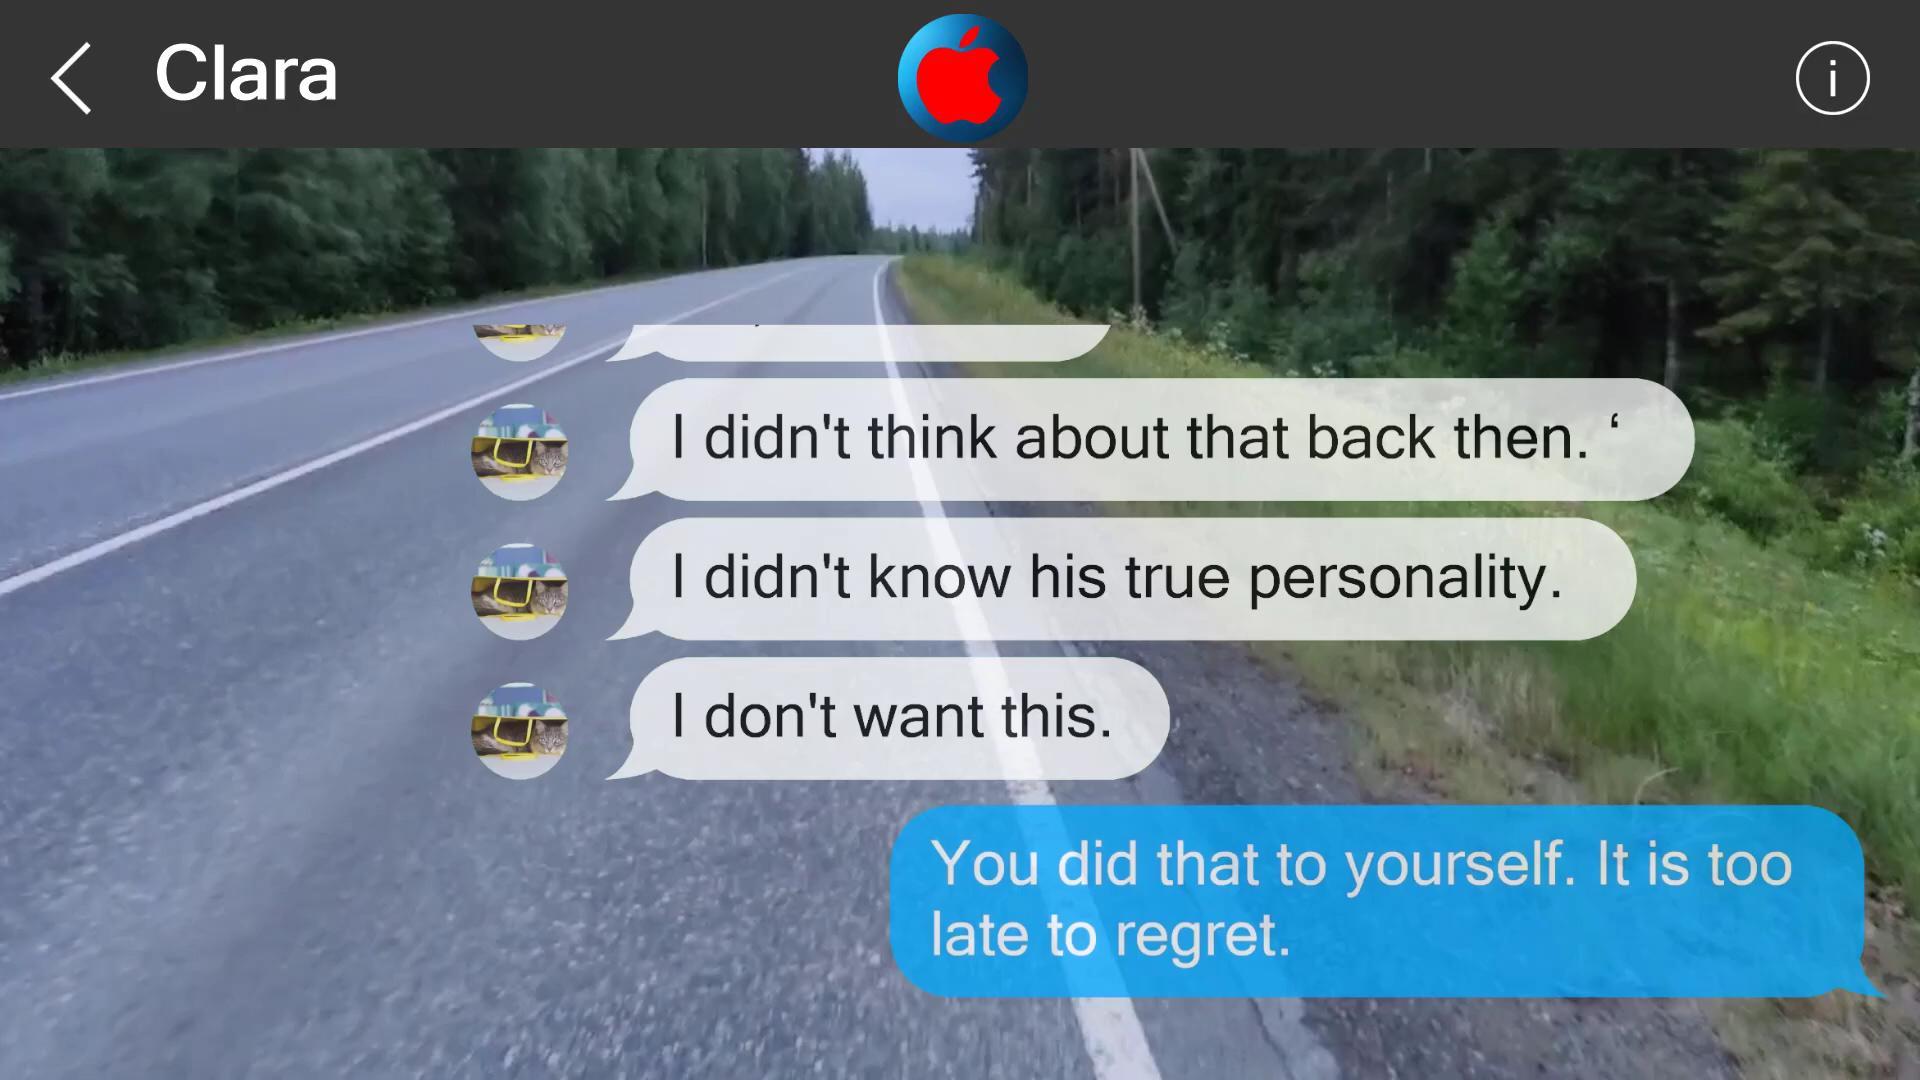 Clara
i
I didn't think about that back then. ‘
I didn't know his true personality.
I don't want this.
You did that to yourself. It is too
late to regret.